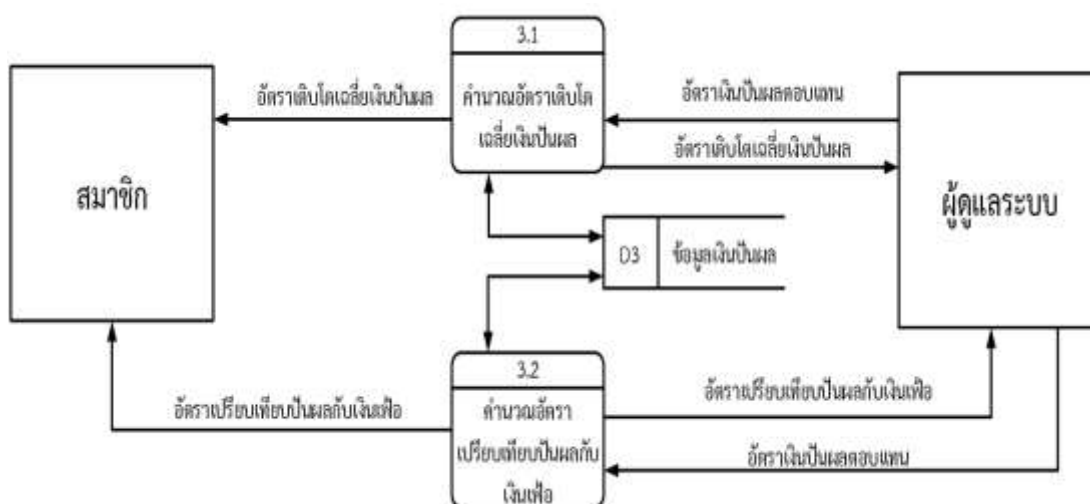 3.1
อัตราเติบโตเฉลี่ยเงินปันผล
คำนวณอัตราเติบโต
เฉลี่ยเงินปันผล
อัตราเงินปันผลตอบแทน
อัตราเติบโตเฉลี่ยเงินปันผล
สมาชิก
ผู้ดูแลระบบ
D3
ข้อมูลเงินปันผล
3.2
อัตราเปรียบเทียบปันผลกับเงินเฟ้อ
คำนวณอัตรา
เปรียบเทียบปันผลกับ
เงินเฟ้อ
อัตราเปรียบเทียบปันผลกับเงินเฟ้อ
อัตราเงินปันผลตอบแทน